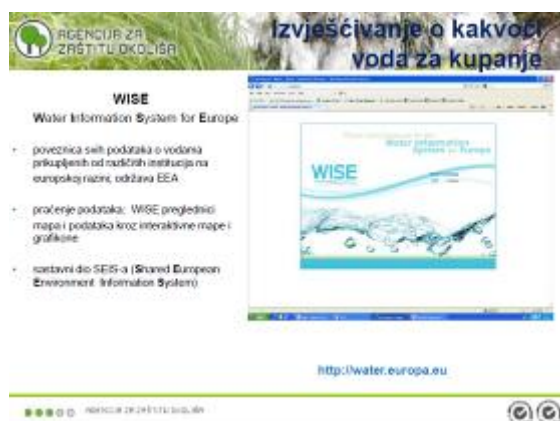 AGENCIJA ZA
ZAŠTITU OKOLIŠA
Izvješćivanje o kakvoći
voda za kupanje
WISE
Water Information System for Europe
poveznica svih podataka o vodama
prikupljenih od različitih institucija na
europskoj razini, održava EEA
praćenje podataka: WISE preglednici
mapa i podataka kroz interaktivne mape i
grafikone
sastavni dio SEIS-a (Shared European
Environment Information System)
Water Information
System for Europe
WISE
http://water.europa.eu
AGENCIJA ZA ZAŠTITU OKOLIŠA